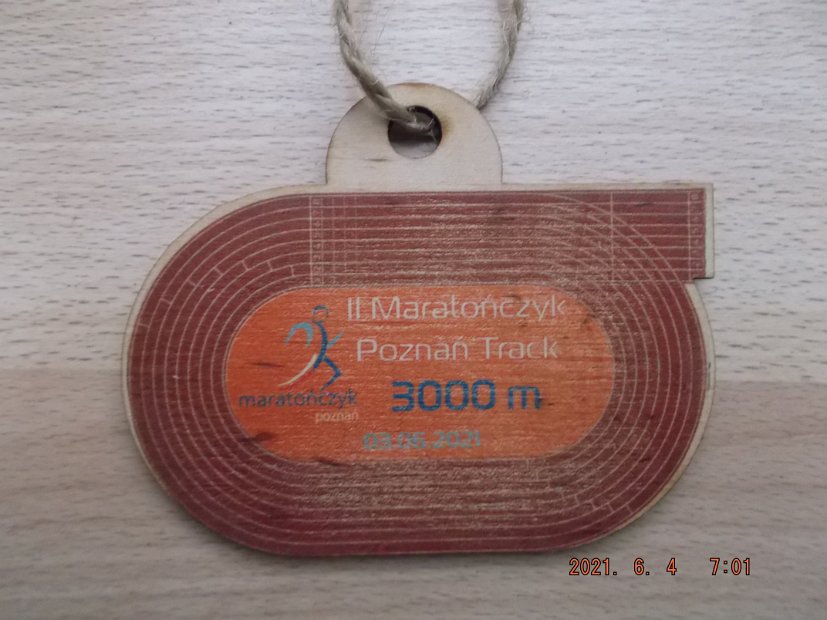 II Maratończyk
Poznań Track
3000 m
03.06.2021
maratończyk
poznań
2021. 6. 4 7:01